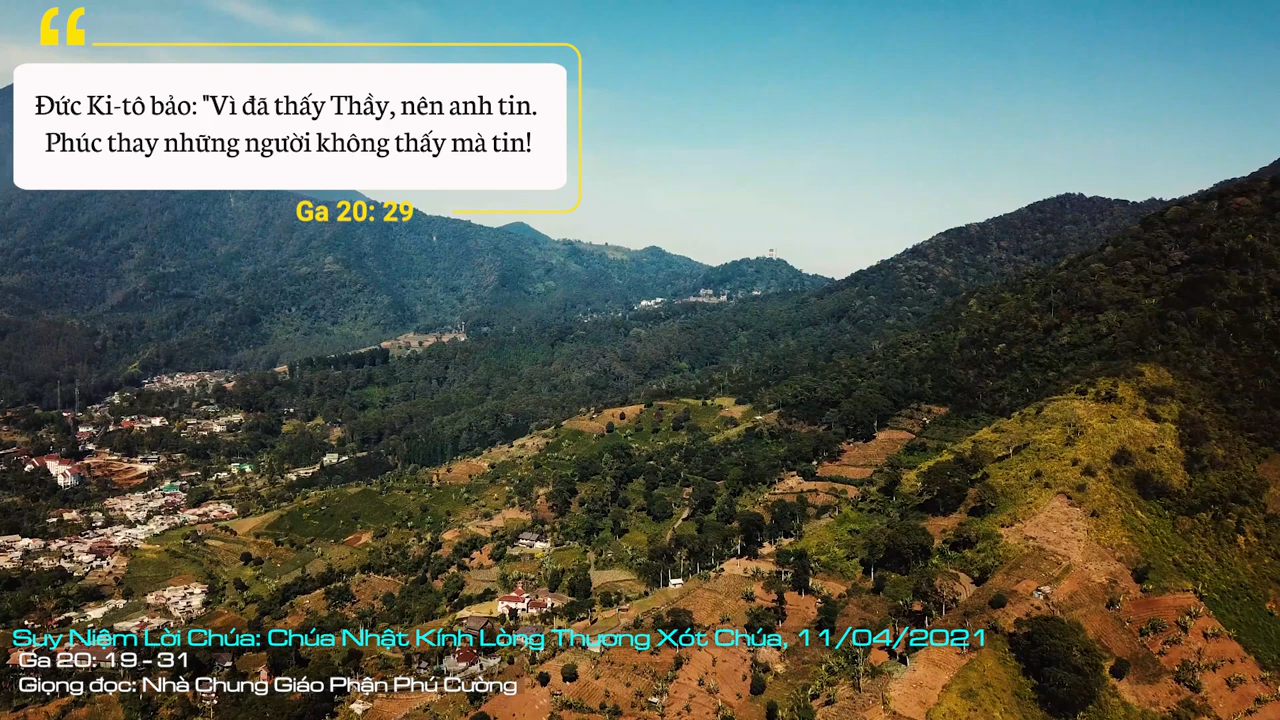 Đức Ki-tô bảo: "Vì đã thấy Thầy, nên anh tin.
Phúc thay những người không thấy mà tin!
Ga 20: 29
Suy Niệm Lời Chúa: Chúa Nhật Kính Lòng Thương Xót Chúa, 11/04/2021
Ga 20: 19 - 31
Giọng đọc: Nhà Chung Giáo Phận Phú Cường